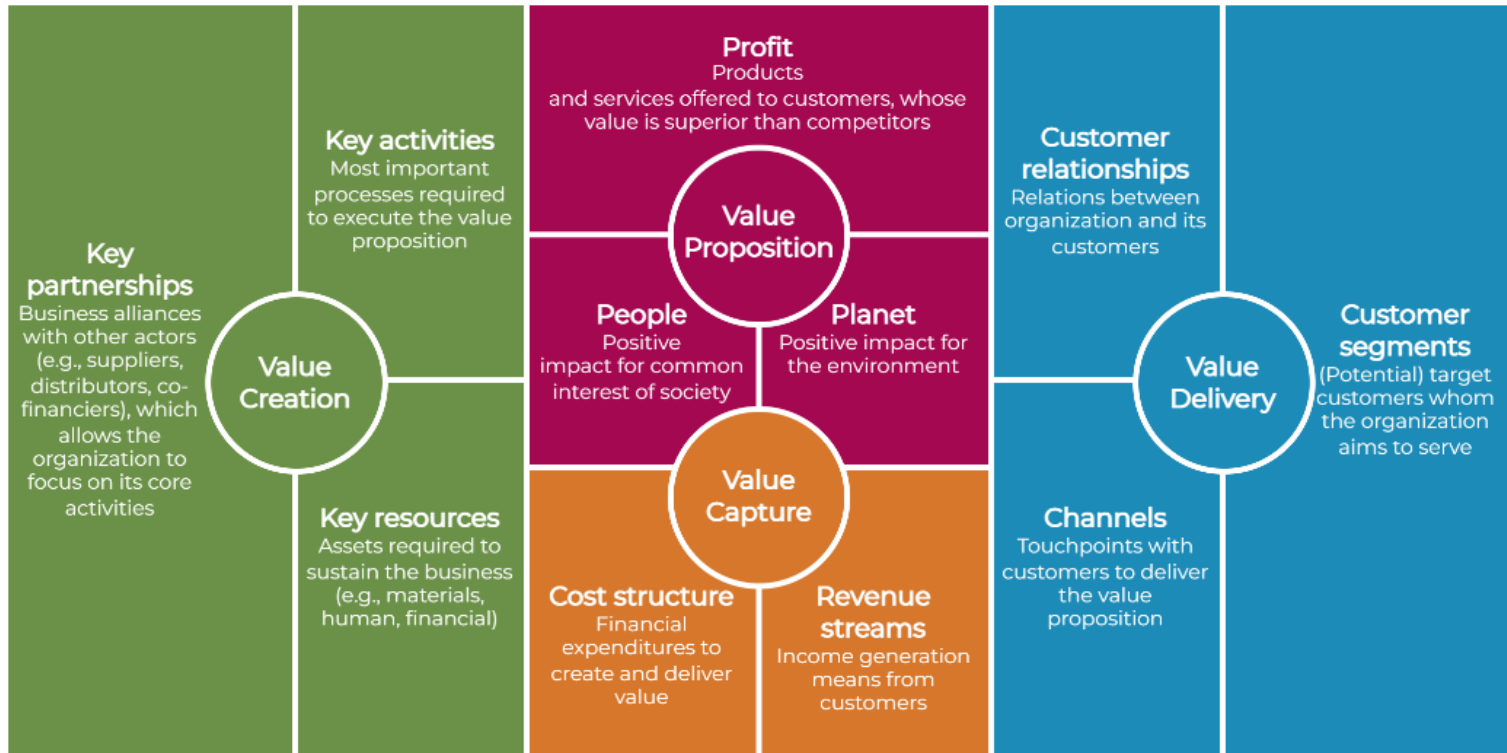 Key
partnerships
Business alliances
with other actors
(e.g., suppliers,
distributors, co-
financiers), which
allows the
organization to
focus on its core
activities
Key activities
Most important
processes required
to execute the value
proposition
Value
Creation
Key resources
Assets required to
sustain the business
(e.g., materials,
human, financial)
Profit
Products
and services offered to customers, whose
value is superior than competitors
Value
Proposition
People
Positive
impact for common
interest of society
Planet
Positive impact for
the environment
Value
Capture
Cost structure
Financial
expenditures to
create and deliver
value
Revenue
streams
Income generation
means from
customers
Customer
relationships
Relations between
organization and its
customers
Value
Delivery
Channels
Touchpoints with
customers to deliver
the value
proposition
Customer
segments
(Potential) target
customers whom
the organization
aims to serve